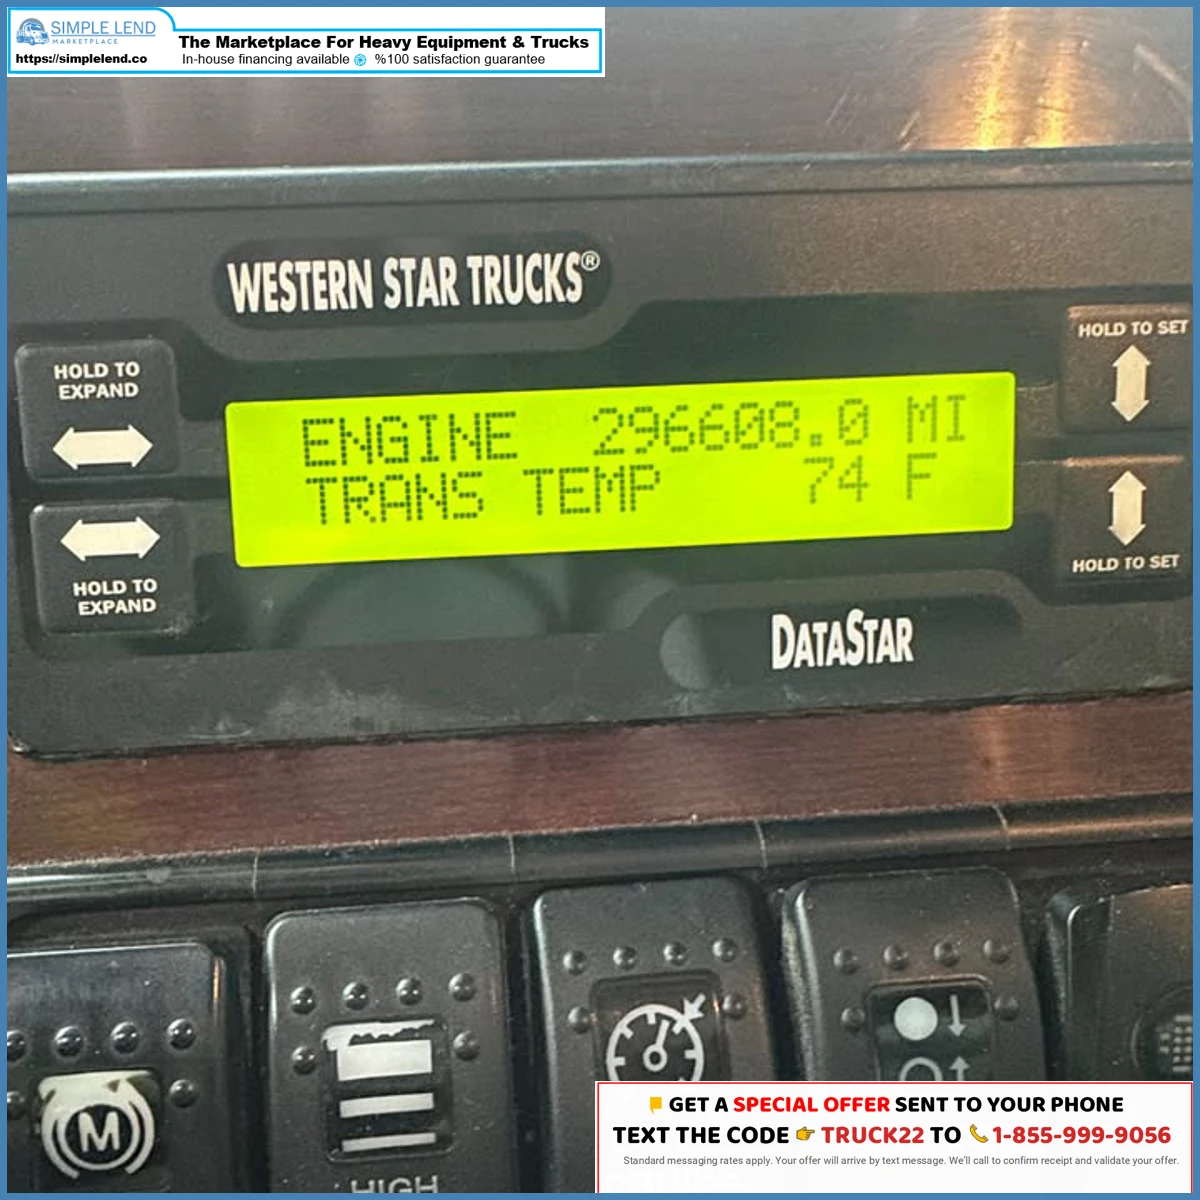 SIMPLE LEND
MARKETPLACE
https://simplelend.co
The Marketplace For Heavy Equipment & Trucks
In-house financing available %100 satisfaction guarantee
WESTERN STAR TRUCKS®
HOLD TO
EXPAND
HOLD TO SET
ENGINE 296608.0 MI
TRANS TEMP 74 F
HOLD TO
EXPAND
HOLD TO SET
DATASTAR
M
HIGH
GET A SPECIAL OFFER SENT TO YOUR PHONE
TEXT THE CODE 👉 TRUCK22 TO 📞 1-855-999-9056
Standard messaging rates apply. Your offer will arrive by text message. We'll call to confirm receipt and validate your offer.